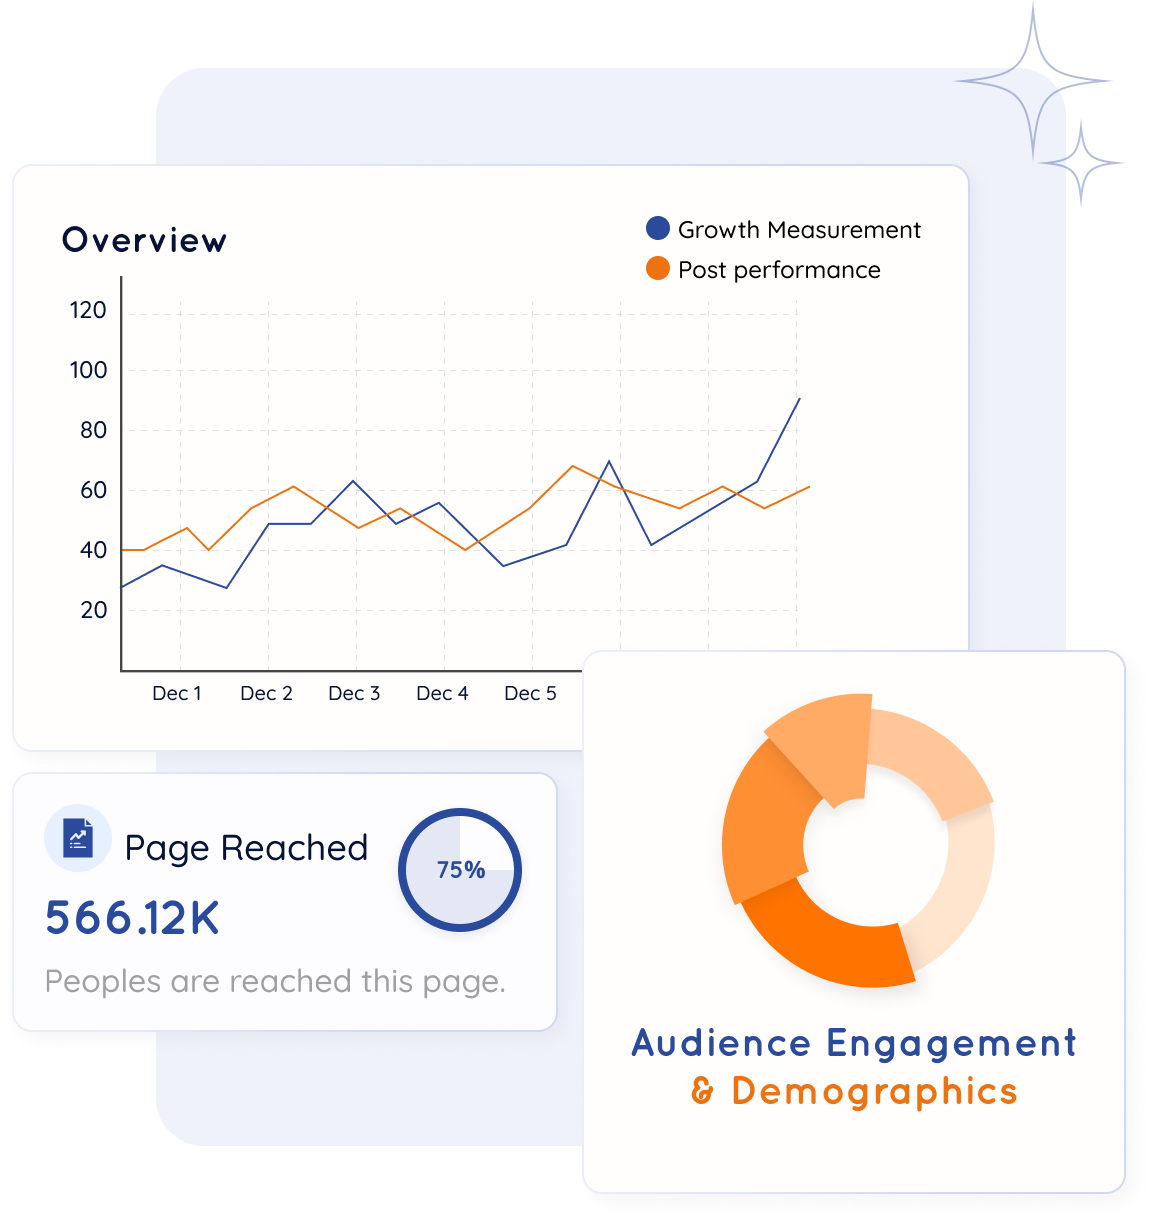 Overview
Growth Measurement
Post performance
120
100
80
60
40
20
Dec 1 Dec 2 Dec 3 Dec 4 Dec 5
Page Reached
75%
566.12K
Peoples are reached this page.
Audience Engagement
& Demographics